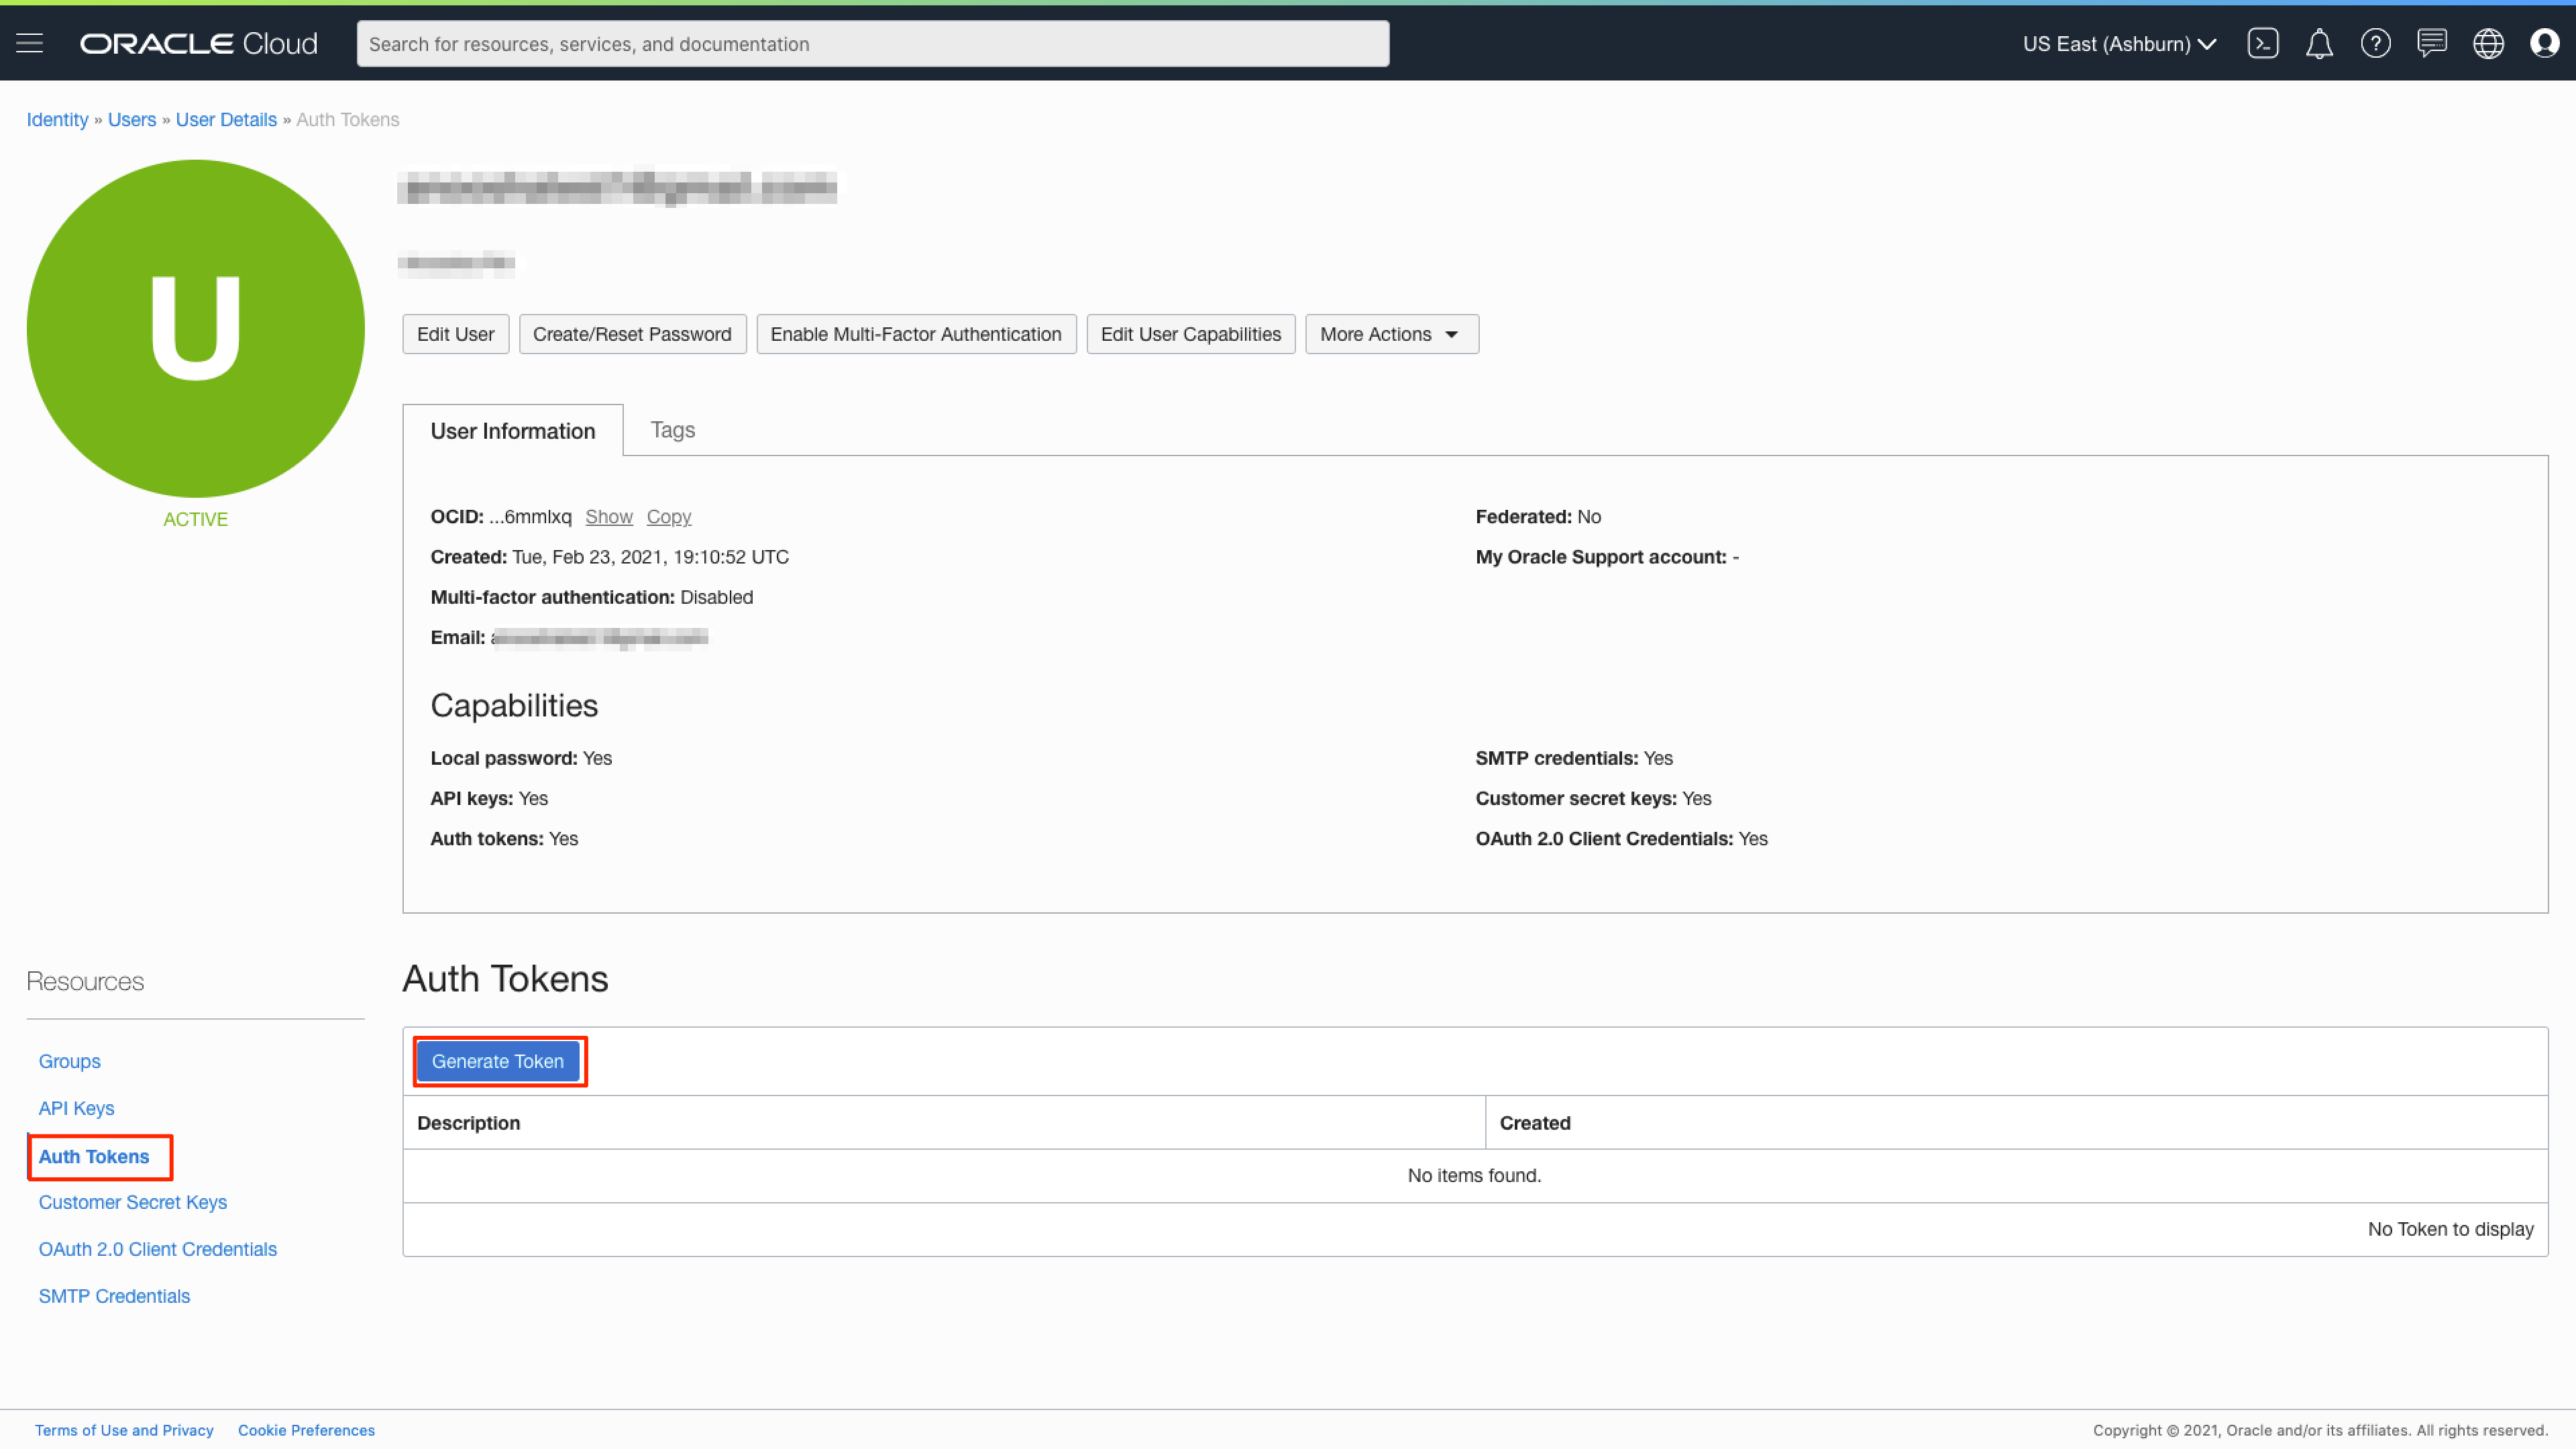 ORACLE Cloud
Search for resources, services, and documentation
US East (Ashburn)
Identity » Users » User Details » Auth Tokens
U
ACTIVE
Edit User
Create/Reset Password
Enable Multi-Factor Authentication
Edit User Capabilities
More Actions
User Information
Tags
OCID: ...6mmlxq Show Copy
Created: Tue, Feb 23, 2021, 19:10:52 UTC
Multi-factor authentication: Disabled
Email:
Federated: No
My Oracle Support account: -
Capabilities
Local password: Yes
API keys: Yes
Auth tokens: Yes
SMTP credentials: Yes
Customer secret keys: Yes
OAuth 2.0 Client Credentials: Yes
Resources
Groups
API Keys
Auth Tokens
Customer Secret Keys
OAuth 2.0 Client Credentials
SMTP Credentials
Auth Tokens
Generate Token
Description
Created
No items found.
No Token to display
Terms of Use and Privacy
Cookie Preferences
Copyright © 2021, Oracle and/or its affiliates. All rights reserved.